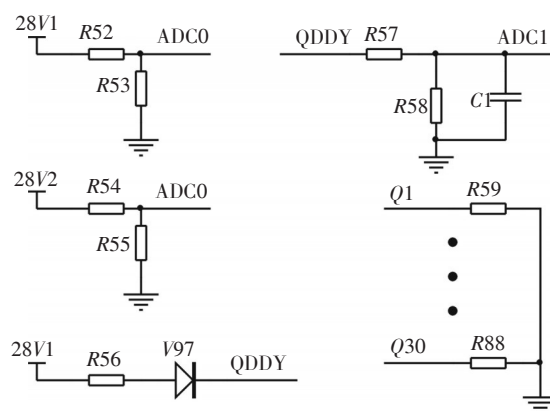 28V1 R52 ADC0
R53
QDDY R57 ADC1
R58 C1
28V2 R54 ADC0
R55
Q1 R59
28V1 R56 V97 QDDY
Q30 R88